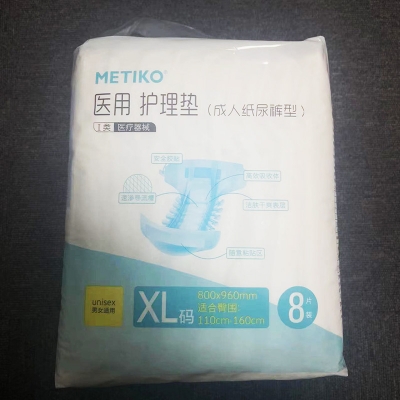 METIKO®
医用 护理垫（成人纸尿裤型）
I类 医疗器械
unisex
男女适用
XL码
800x960mm
适合臀围
110cm-160cm
8片装